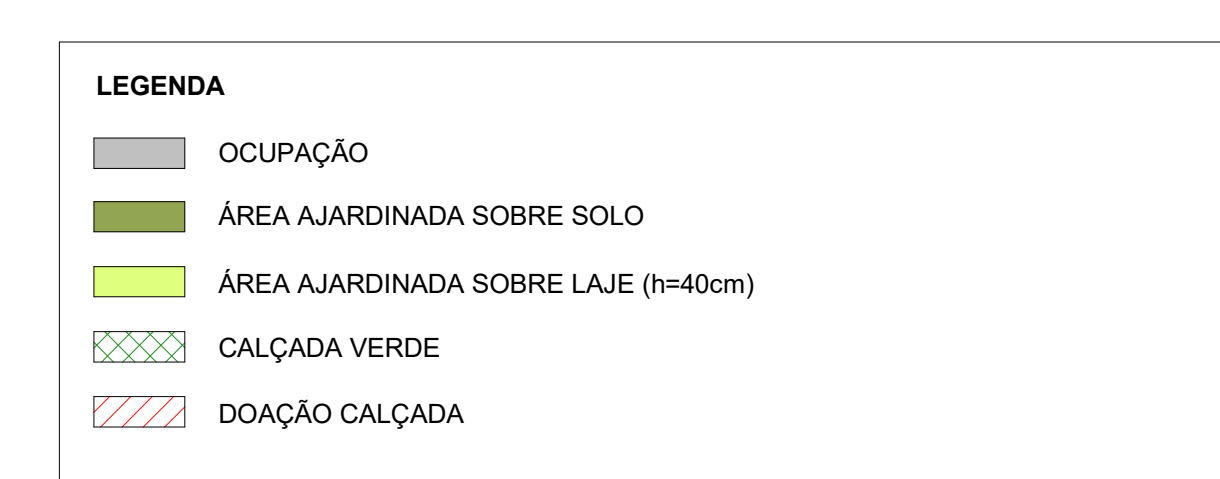 LEGENDA
OCUPAÇÃO
ÁREA AJARDINADA SOBRE SOLO
ÁREA AJARDINADA SOBRE LAJE (h=40cm)
CALÇADA VERDE
DOAÇÃO CALÇADA